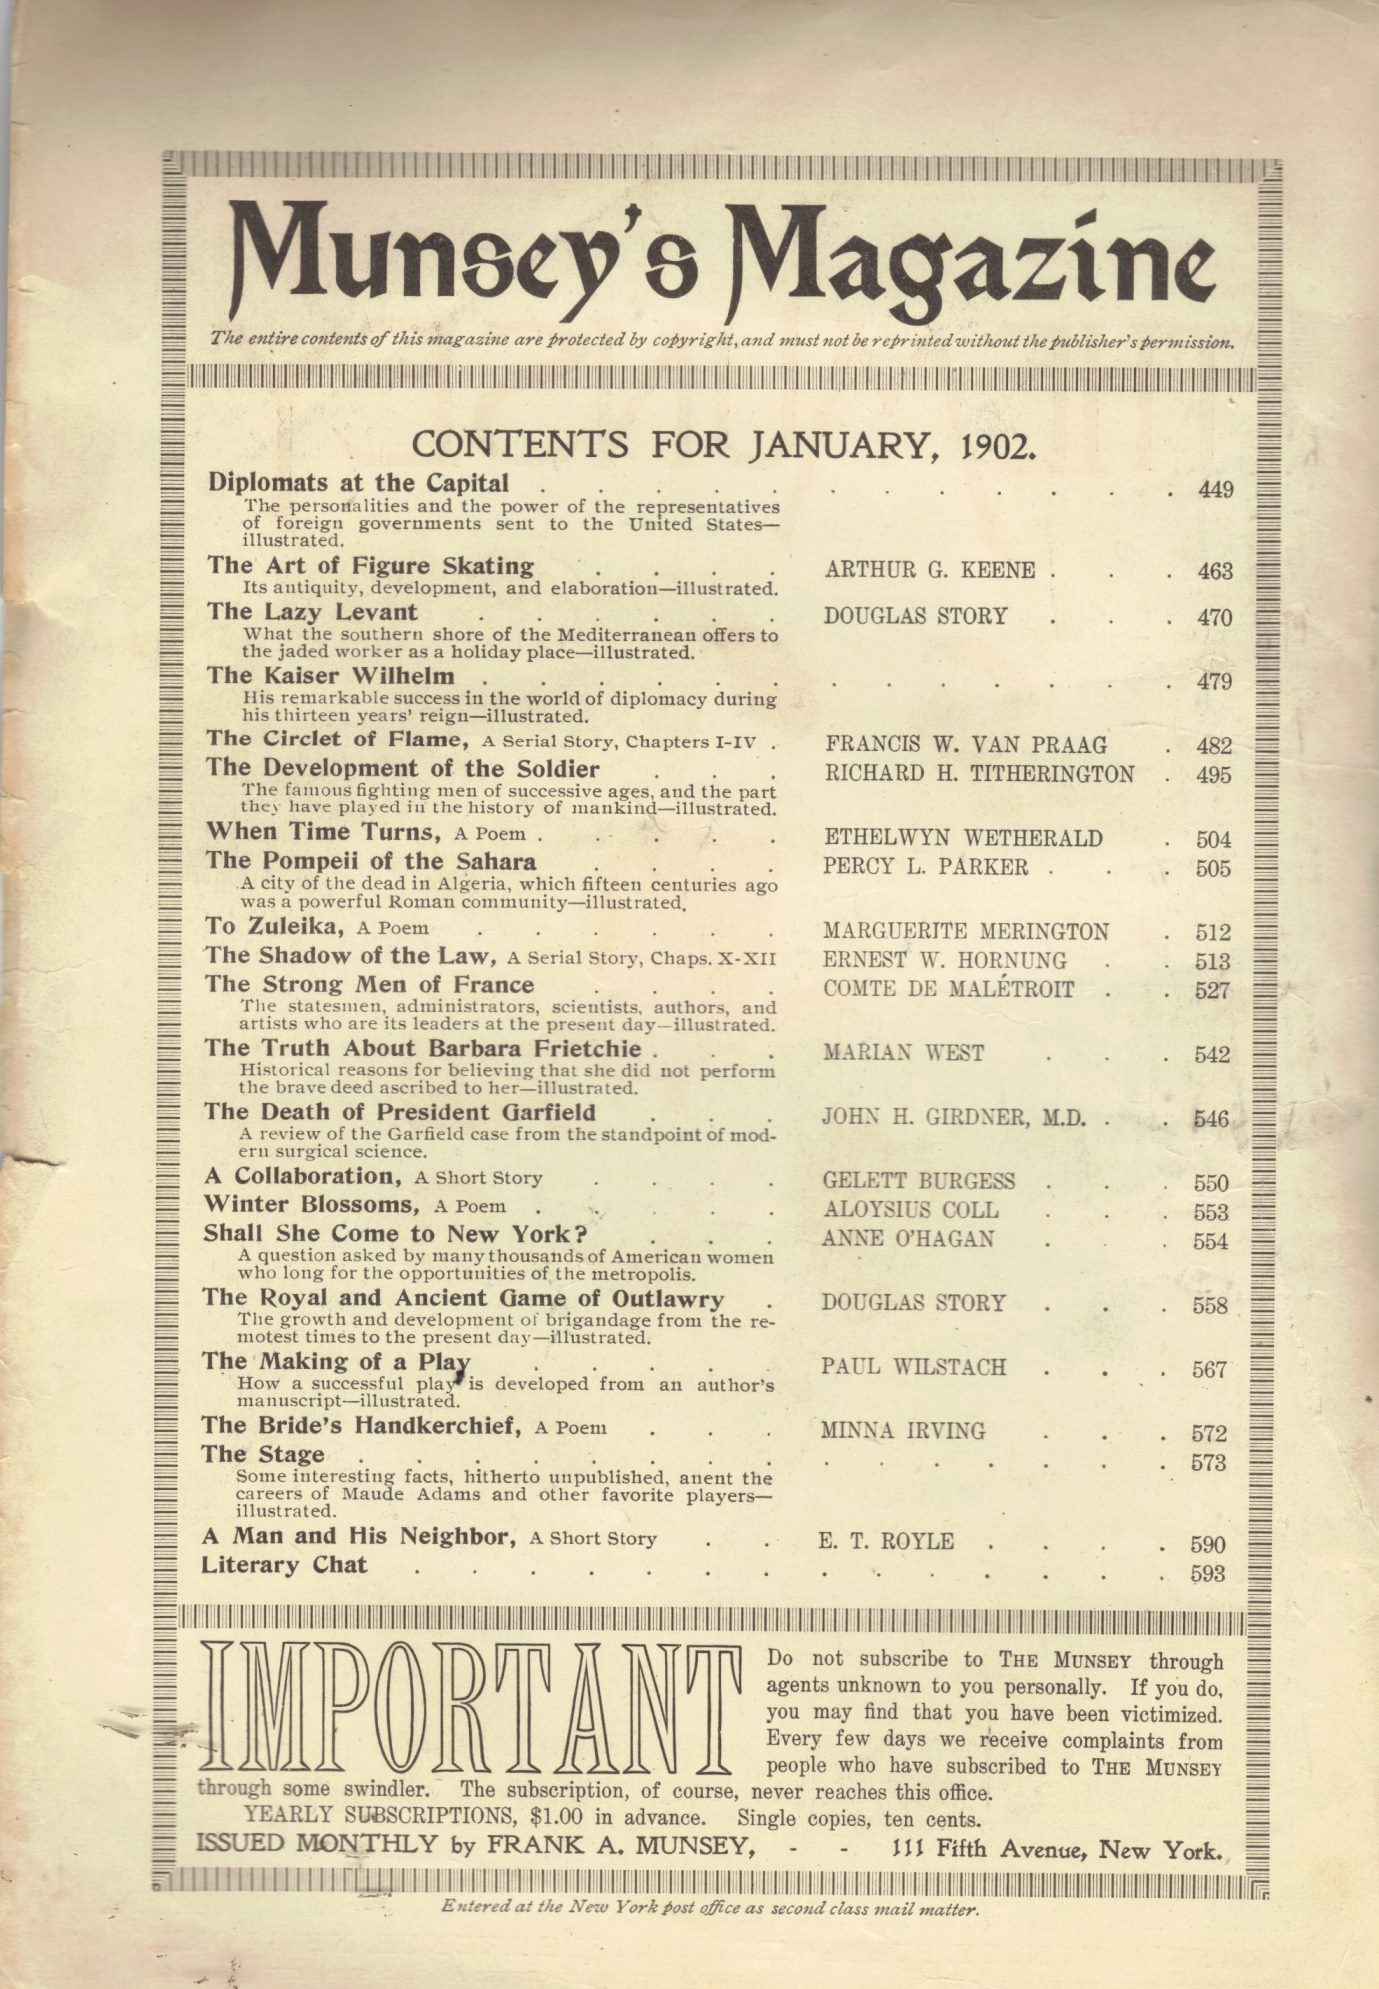 Munsey's Magazine
The entire contents of this magazine are protected by copyright, and must not be reprinted without the publisher's permission.
CONTENTS FOR JANUARY, 1902.
Diplomats at the Capital . . . . . . . . . . . . 449
The personalities and the power of the representatives
of foreign governments sent to the United States—
illustrated.
The Art of Figure Skating . . . . ARTHUR G. KEENE . . . 463
Its antiquity, development, and elaboration—illustrated.
The Lazy Levant . . . . . . DOUGLAS STORY . . . 470
What the southern shore of the Mediterranean offers to
the jaded worker as a holiday place—illustrated.
The Kaiser Wilhelm . . . . . . . . . . . . . 479
His remarkable success in the world of diplomacy during
his thirteen years' reign—illustrated.
The Circlet of Flame, A Serial Story, Chapters I-IV . FRANCIS W. VAN PRAAG . 482
The Development of the Soldier . . . RICHARD H. TITHERINGTON . 495
The famous fighting men of successive ages, and the part
they have played in the history of mankind—illustrated.
When Time Turns, A Poem . . . . . ETHELWYN WETHERALD . 504
The Pompeii of the Sahara . . . . PERCY L. PARKER . . . 505
A city of the dead in Algeria, which fifteen centuries ago
was a powerful Roman community—illustrated.
To Zuleika, A Poem . . . . . . MARGUERITE MERINGTON . 512
The Shadow of the Law, A Serial Story, Chaps. X-XII ERNEST W. HORNUNG . . 513
The Strong Men of France . . . . COMTE DE MALÉTROIT . . 527
The statesmen, administrators, scientists, authors, and
artists who are its leaders at the present day—illustrated.
The Truth About Barbara Frietchie . . . MARIAN WEST . . . 542
Historical reasons for believing that she did not perform
the brave deed ascribed to her—illustrated.
The Death of President Garfield . . . JOHN H. GIRDNER, M.D. . . 546
A review of the Garfield case from the standpoint of mod-
ern surgical science.
A Collaboration, A Short Story . . . . GELETT BURGESS . . . 550
Winter Blossoms, A Poem . . . . . ALOYSIUS COLL . . . 553
Shall She Come to New York? . . . ANNE O'HAGAN . . . 554
A question asked by many thousands of American women
who long for the opportunities of the metropolis.
The Royal and Ancient Game of Outlawry . DOUGLAS STORY . . . 558
The growth and development of brigandage from the re-
motest times to the present day—illustrated.
The Making of a Play . . . . . PAUL WILSTACH . . . 567
How a successful play is developed from an author's
manuscript—illustrated.
The Bride's Handkerchief, A Poem . . . MINNA IRVING . . . 572
The Stage . . . . . . . . . . . . . . . 573
Some interesting facts, hitherto unpublished, anent the
careers of Maude Adams and other favorite players—
illustrated.
A Man and His Neighbor, A Short Story . . E. T. ROYLE . . . . 590
Literary Chat . . . . . . . . . . . . . . 593
IMPORTANT
Do not subscribe to THE MUNSEY through
agents unknown to you personally. If you do,
you may find that you have been victimized.
Every few days we receive complaints from
people who have subscribed to THE MUNSEY
through some swindler. The subscription, of course, never reaches this office.
YEARLY SUBSCRIPTIONS, $1.00 in advance. Single copies, ten cents.
ISSUED MONTHLY by FRANK A. MUNSEY, - - 111 Fifth Avenue, New York.
Entered at the New York post office as second class mail matter.